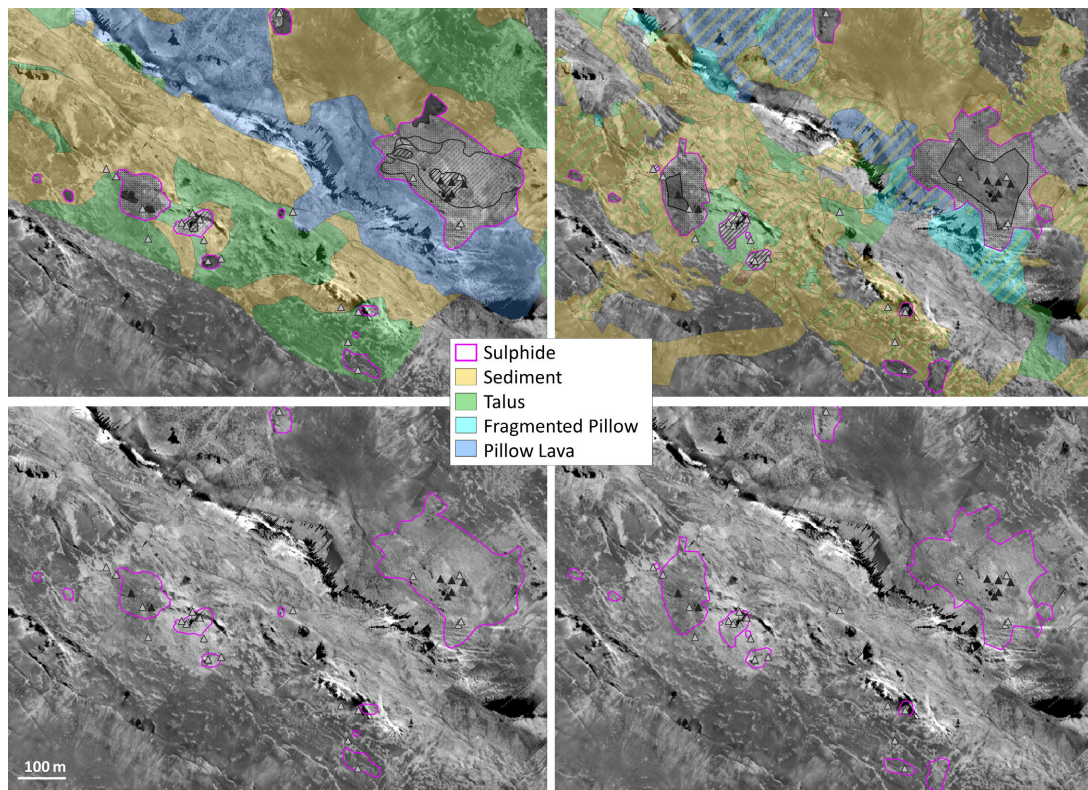 Sulphide
Sediment
Talus
Fragmented Pillow
Pillow Lava
100 m